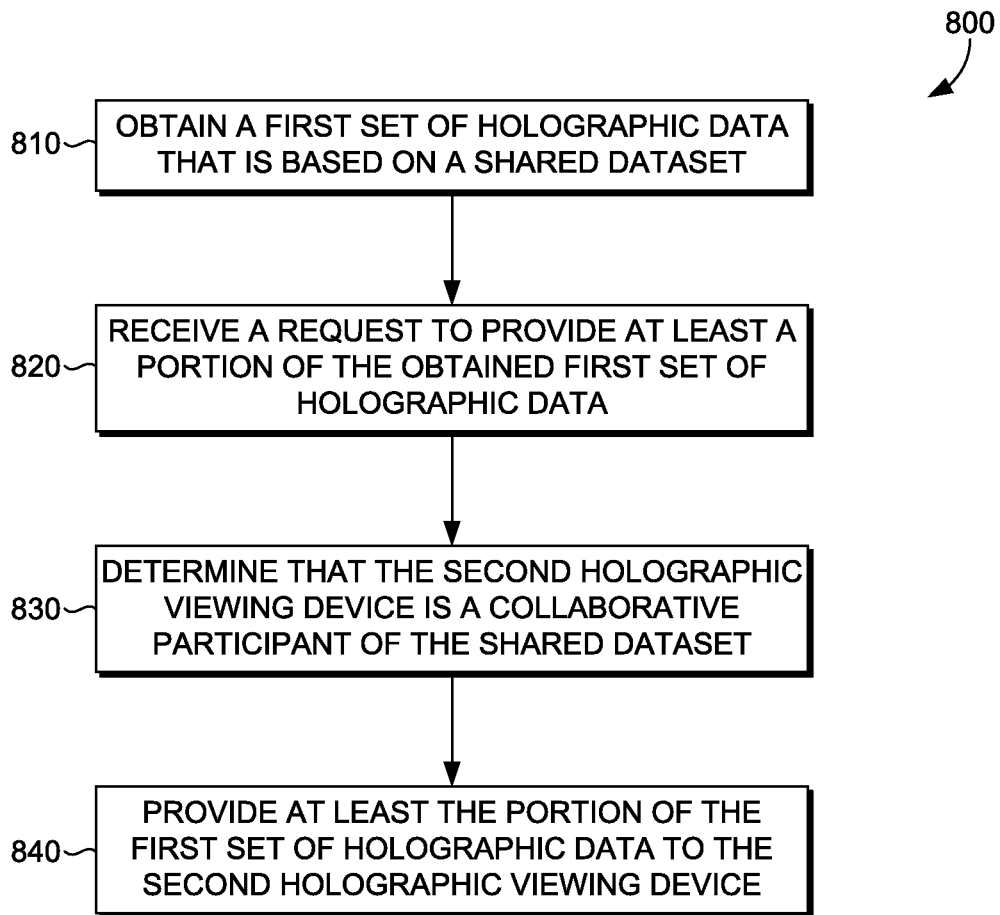 800
810
OBTAIN A FIRST SET OF HOLOGRAPHIC DATA
THAT IS BASED ON A SHARED DATASET
820
RECEIVE A REQUEST TO PROVIDE AT LEAST A
PORTION OF THE OBTAINED FIRST SET OF
HOLOGRAPHIC DATA
830
DETERMINE THAT THE SECOND HOLOGRAPHIC
VIEWING DEVICE IS A COLLABORATIVE
PARTICIPANT OF THE SHARED DATASET
840
PROVIDE AT LEAST THE PORTION OF THE
FIRST SET OF HOLOGRAPHIC DATA TO THE
SECOND HOLOGRAPHIC VIEWING DEVICE